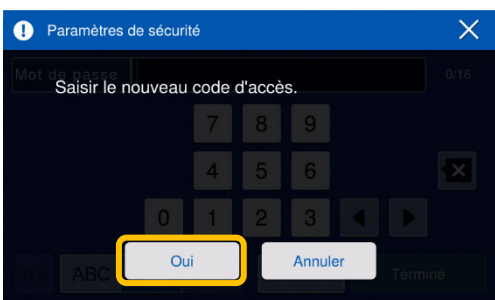 Paramètres de sécurité
Mot de passe 0/16
Saisir le nouveau code d'accès.
7 8 9
4 5 6
0 1 2 3
Oui Annuler
Aa ABC Terminé